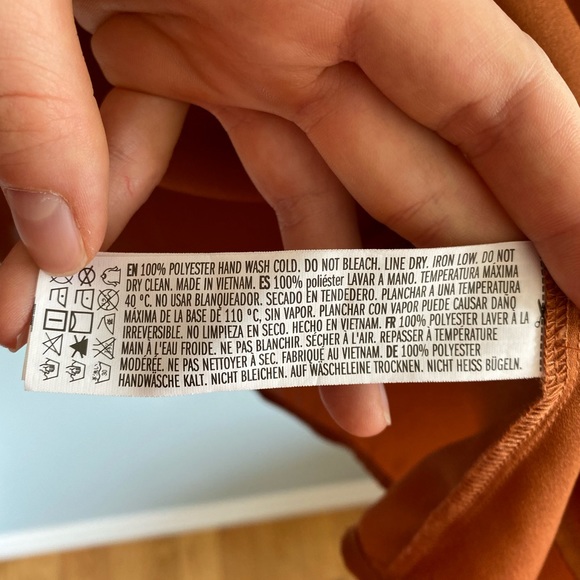 EN 100% POLYESTER HAND WASH COLD. DO NOT BLEACH. LINE DRY. IRON LOW. DO NOT
DRY CLEAN. MADE IN VIETNAM. ES 100% poliéster LAVAR A MANO. TEMPERATURA MÁXIMA
40 ºC. NO USAR BLANQUEADOR. SECADO EN TENDEDERO. PLANCHAR A UNA TEMPERATURA
MÁXIMA DE LA BASE DE 110 ºC, SIN VAPOR. PLANCHAR CON VAPOR PUEDE CAUSAR DAÑO
IRREVERSIBLE. NO LIMPIEZA EN SECO. HECHO EN VIETNAM. FR 100% POLYESTER LAVER À LA
MAIN À L'EAU FROIDE. NE PAS BLANCHIR. SÉCHER À L'AIR. REPASSER À TEMPÉRATURE
MODÉRÉE. NE PAS NETTOYER À SEC. FABRIQUÉ AU VIETNAM. DE 100% POLYESTER
HANDWÄSCHE KALT. NICHT BLEICHEN. AUF WÄSCHELEINE TROCKNEN. NICHT HEISS BÜGELN.